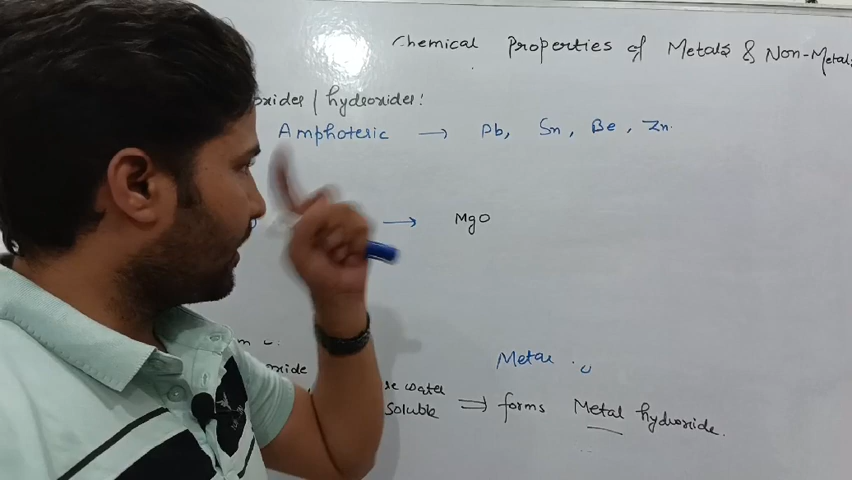 Chemical Properties of Metals & Non-Metals
oxides / hydroxides :
Amphoteric → Pb, Sn, Be, Zn.
→ MgO
Metal
water
soluble ⇒ forms Metal hydroxide.